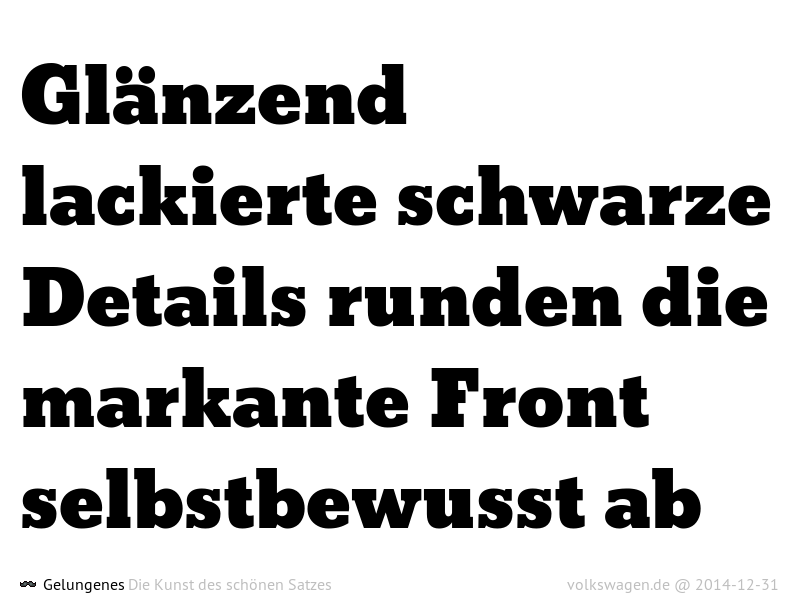 Glänzend
lackierte schwarze
Details runden die
markante Front
selbstbewusst ab
Gelungenes Die Kunst des schönen Satzes volkswagen.de @ 2014-12-31